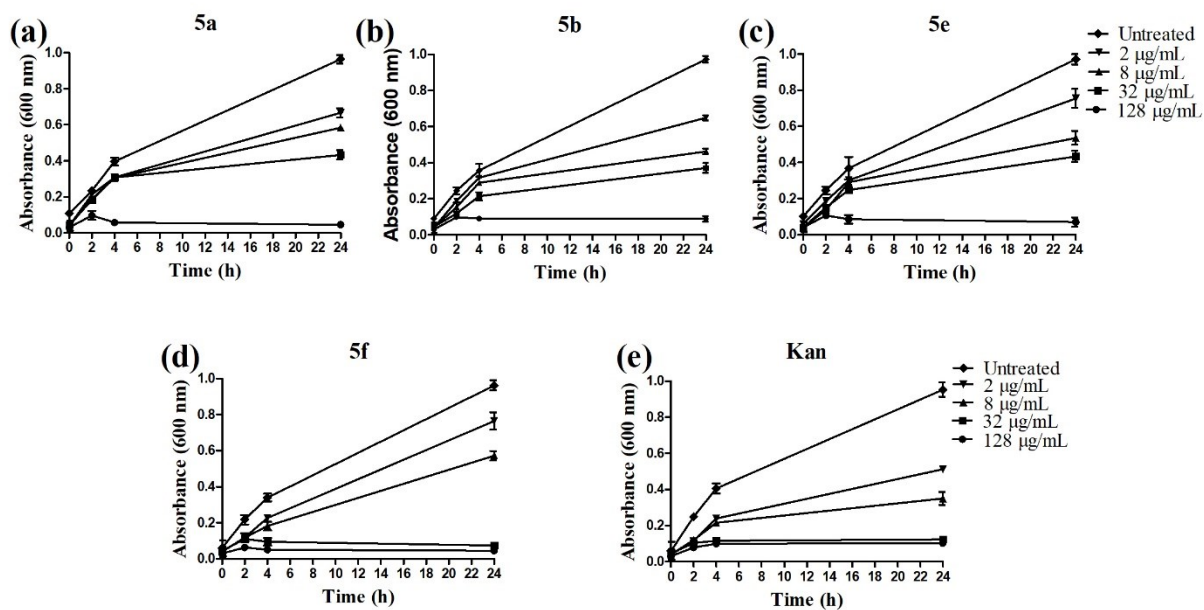 (a) 5a
Absorbance (600 nm)
1.0
0.8
0.6
0.4
0.2
0.0
0 2 4 6 8 10 12 14 16 18 20 22 24
Time (h)
(b) 5b
Absorbance (600 nm)
1.0
0.8
0.6
0.4
0.2
0.0
0 2 4 6 8 10 12 14 16 18 20 22 24
Time (h)
(c) 5e
Absorbance (600 nm)
1.0
0.8
0.6
0.4
0.2
0.0
0 2 4 6 8 10 12 14 16 18 20 22 24
Time (h)
Untreated
2 µg/mL
8 µg/mL
32 µg/mL
128 µg/mL
(d) 5f
Absorbance (600 nm)
1.0
0.8
0.6
0.4
0.2
0.0
0 2 4 6 8 10 12 14 16 18 20 22 24
Time (h)
(e) Kan
Absorbance (600 nm)
1.0
0.8
0.6
0.4
0.2
0.0
0 2 4 6 8 10 12 14 16 18 20 22 24
Time (h)
Untreated
2 µg/mL
8 µg/mL
32 µg/mL
128 µg/mL